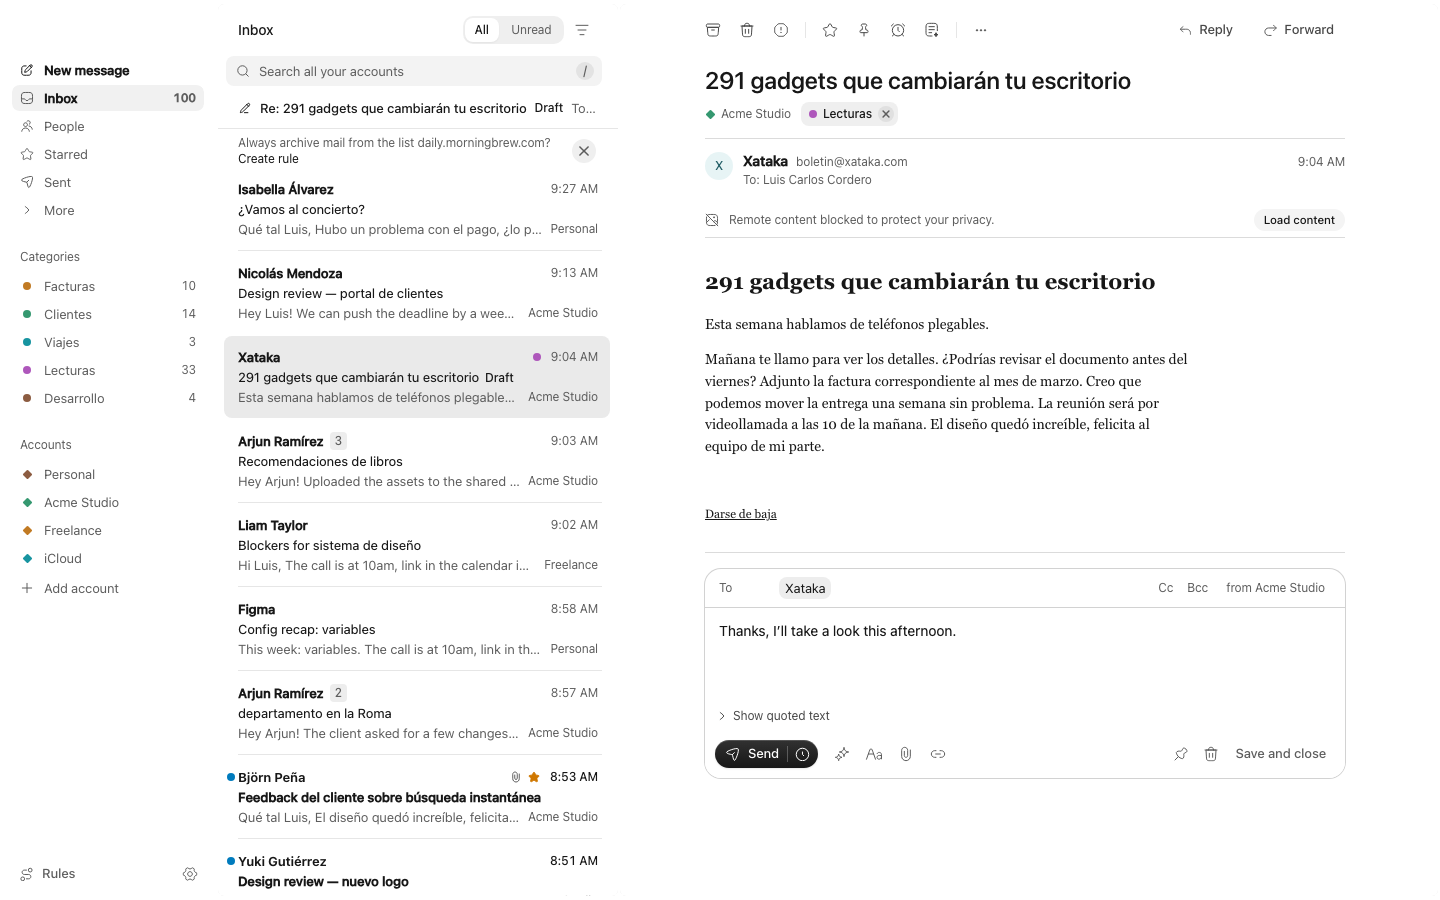 New message
Inbox 100
People
Starred
Sent
More
Categories
Facturas 10
Clientes 14
Viajes 3
Lecturas 33
Desarrollo 4
Accounts
Personal
Acme Studio
Freelance
iCloud
Add account
Rules
Inbox
All Unread
Search all your accounts /
Re: 291 gadgets que cambiarán tu escritorio Draft To…
Always archive mail from the list daily.morningbrew.com?
Create rule
Isabella Álvarez 9:27 AM
¿Vamos al concierto?
Qué tal Luis, Hubo un problema con el pago, ¿lo p… Personal
Nicolás Mendoza 9:13 AM
Design review — portal de clientes
Hey Luis! We can push the deadline by a wee… Acme Studio
Xataka 9:04 AM
291 gadgets que cambiarán tu escritorio Draft
Esta semana hablamos de teléfonos plegable… Acme Studio
Arjun Ramírez 3 9:03 AM
Recomendaciones de libros
Hey Arjun! Uploaded the assets to the shared … Acme Studio
Liam Taylor 9:02 AM
Blockers for sistema de diseño
Hi Luis, The call is at 10am, link in the calendar i… Freelance
Figma 8:58 AM
Config recap: variables
This week: variables. The call is at 10am, link in th… Personal
Arjun Ramírez 2 8:57 AM
departamento en la Roma
Hey Arjun! The client asked for a few changes… Acme Studio
Björn Peña 8:53 AM
Feedback del cliente sobre búsqueda instantánea
Qué tal Luis, El diseño quedó increíble, felicita… Acme Studio
Yuki Gutiérrez 8:51 AM
Design review — nuevo logo
Reply Forward
291 gadgets que cambiarán tu escritorio
Acme Studio Lecturas
X Xataka boletin@xataka.com 9:04 AM
To: Luis Carlos Cordero
Remote content blocked to protect your privacy. Load content
291 gadgets que cambiarán tu escritorio
Esta semana hablamos de teléfonos plegables.
Mañana te llamo para ver los detalles. ¿Podrías revisar el documento antes del
viernes? Adjunto la factura correspondiente al mes de marzo. Creo que
podemos mover la entrega una semana sin problema. La reunión será por
videollamada a las 10 de la mañana. El diseño quedó increíble, felicita al
equipo de mi parte.
Darse de baja
To Xataka Cc Bcc from Acme Studio
Thanks, I’ll take a look this afternoon.
Show quoted text
Send Aa Save and close